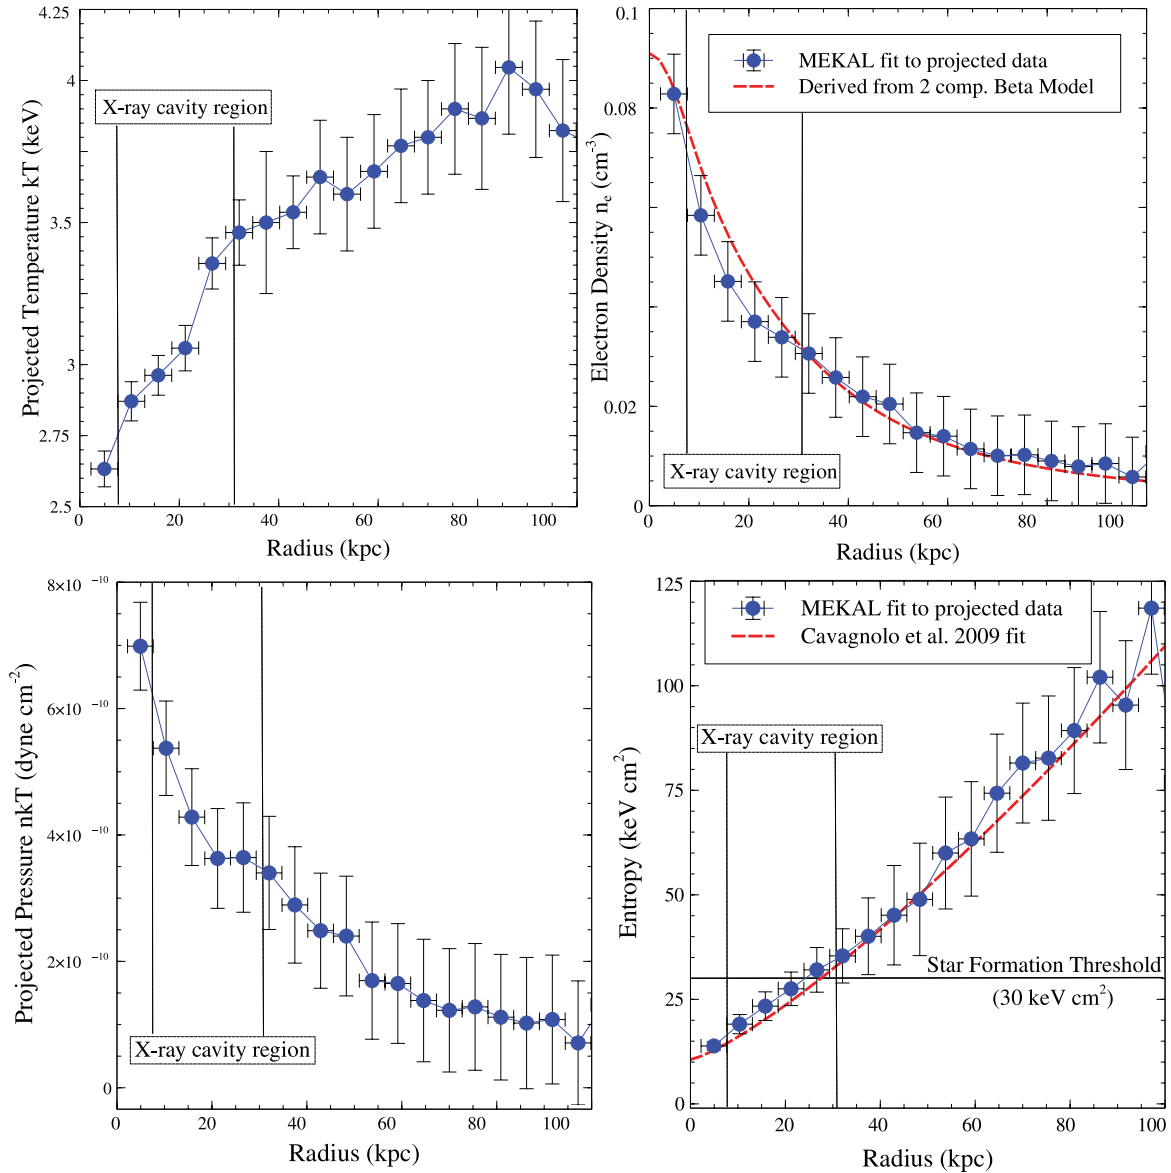 4.25
4
3.5
3
2.75
2.5
Projected Temperature kT (keV)
X-ray cavity region
0
20
40
60
80
100
Radius (kpc)
0.1
0.08
0.02
0
Electron Density nₑ (cm⁻³)
MEKAL fit to projected data
Derived from 2 comp. Beta Model
X-ray cavity region
0
20
40
60
80
100
Radius (kpc)
8×10⁻¹⁰
6×10⁻¹⁰
4×10⁻¹⁰
2×10⁻¹⁰
0
Projected Pressure nkT (dyne cm⁻²)
X-ray cavity region
0
20
40
60
80
100
Radius (kpc)
125
100
75
50
25
0
Entropy (keV cm²)
MEKAL fit to projected data
Cavagnolo et al. 2009 fit
X-ray cavity region
Star Formation Threshold
(30 keV cm²)
0
20
40
60
80
100
Radius (kpc)